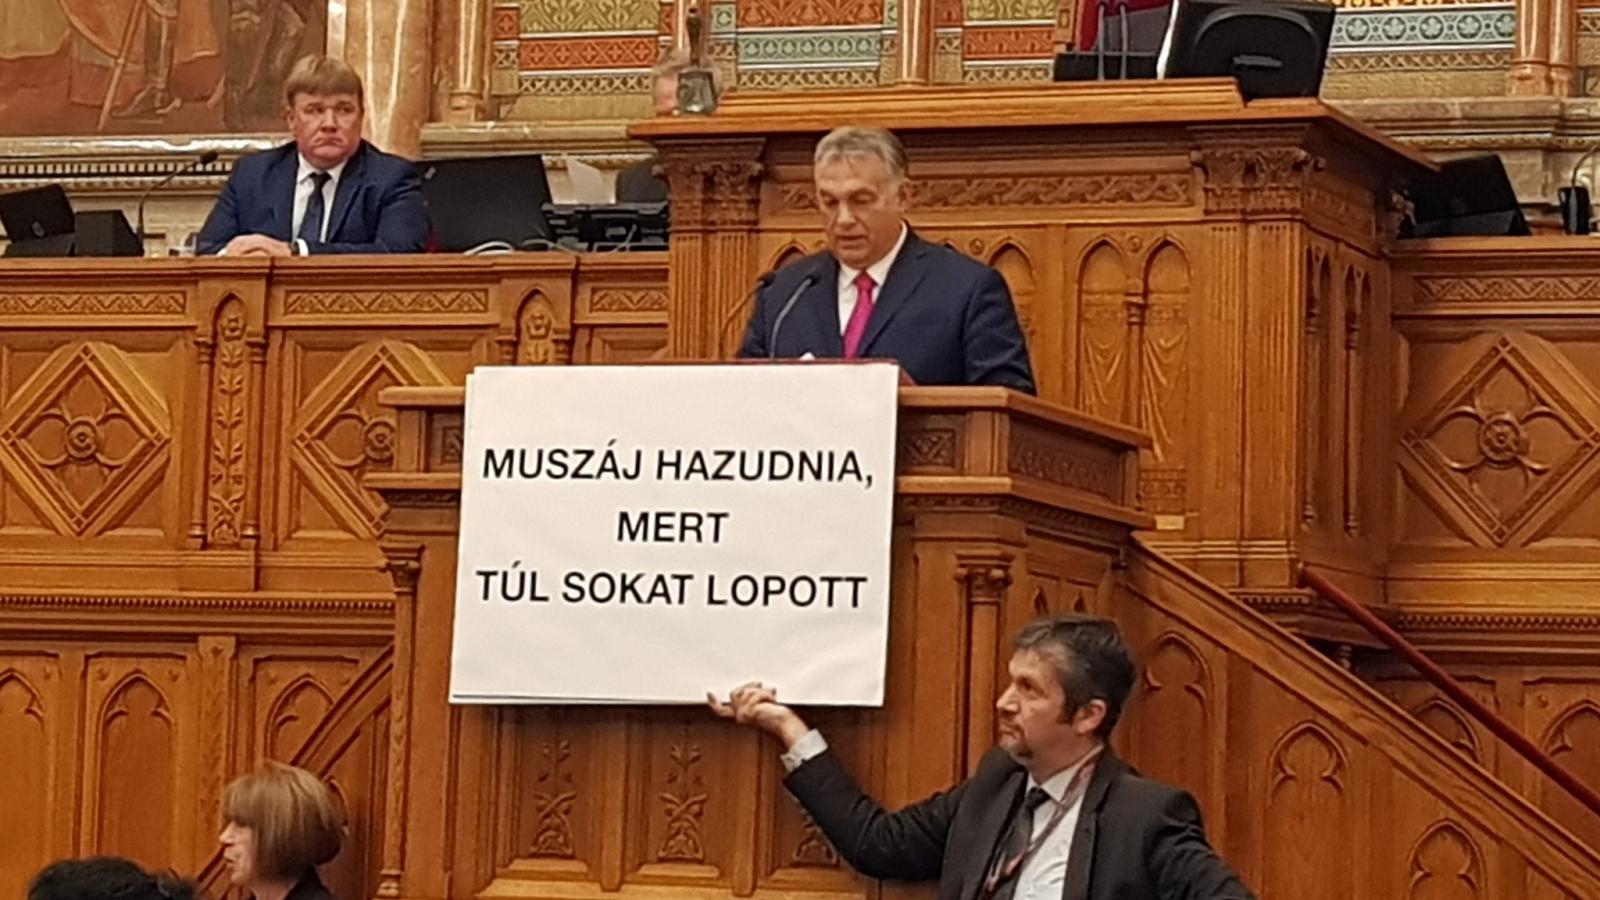 MUSZÁJ HAZUDNIA,
MERT
TÚL SOKAT LOPOTT